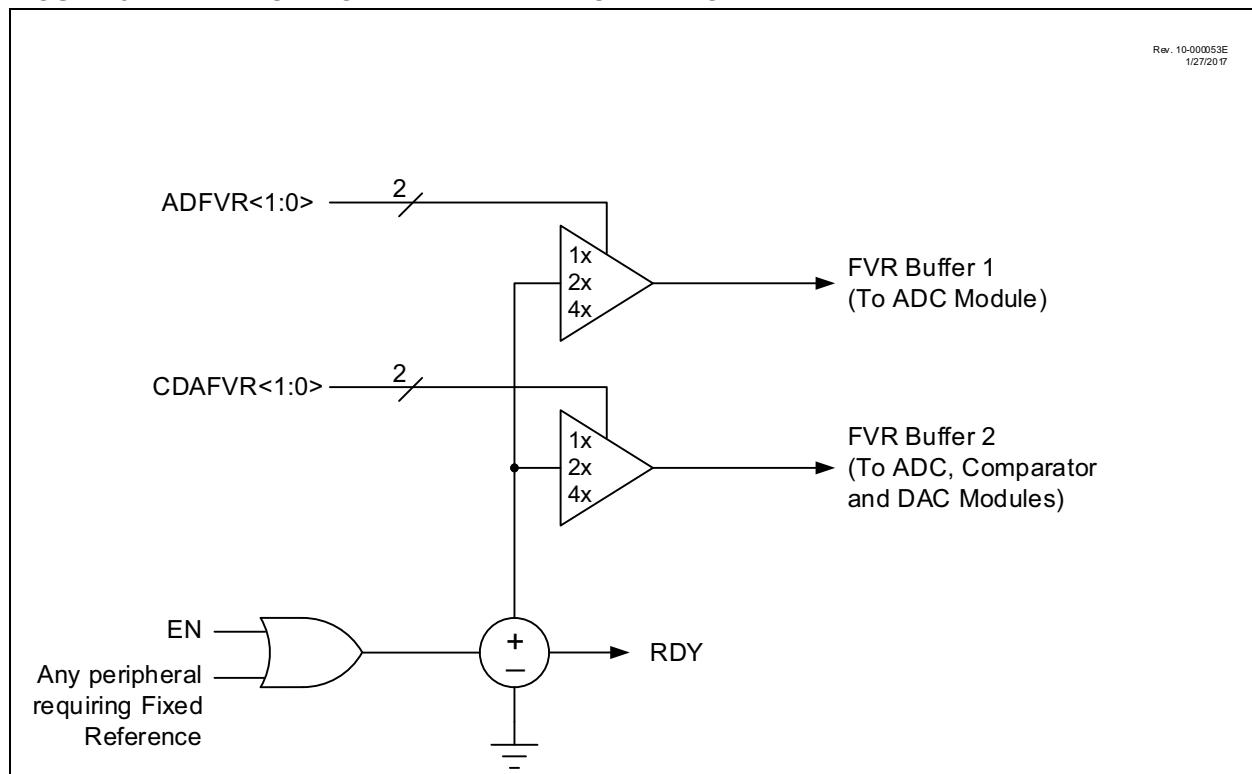 Rev. 10-000053E
1/27/2017
ADFVR<1:0>
2
1x
2x
4x
FVR Buffer 1
(To ADC Module)
CDAFVR<1:0>
2
1x
2x
4x
FVR Buffer 2
(To ADC, Comparator
and DAC Modules)
EN
Any peripheral
requiring Fixed
Reference
+
–
RDY